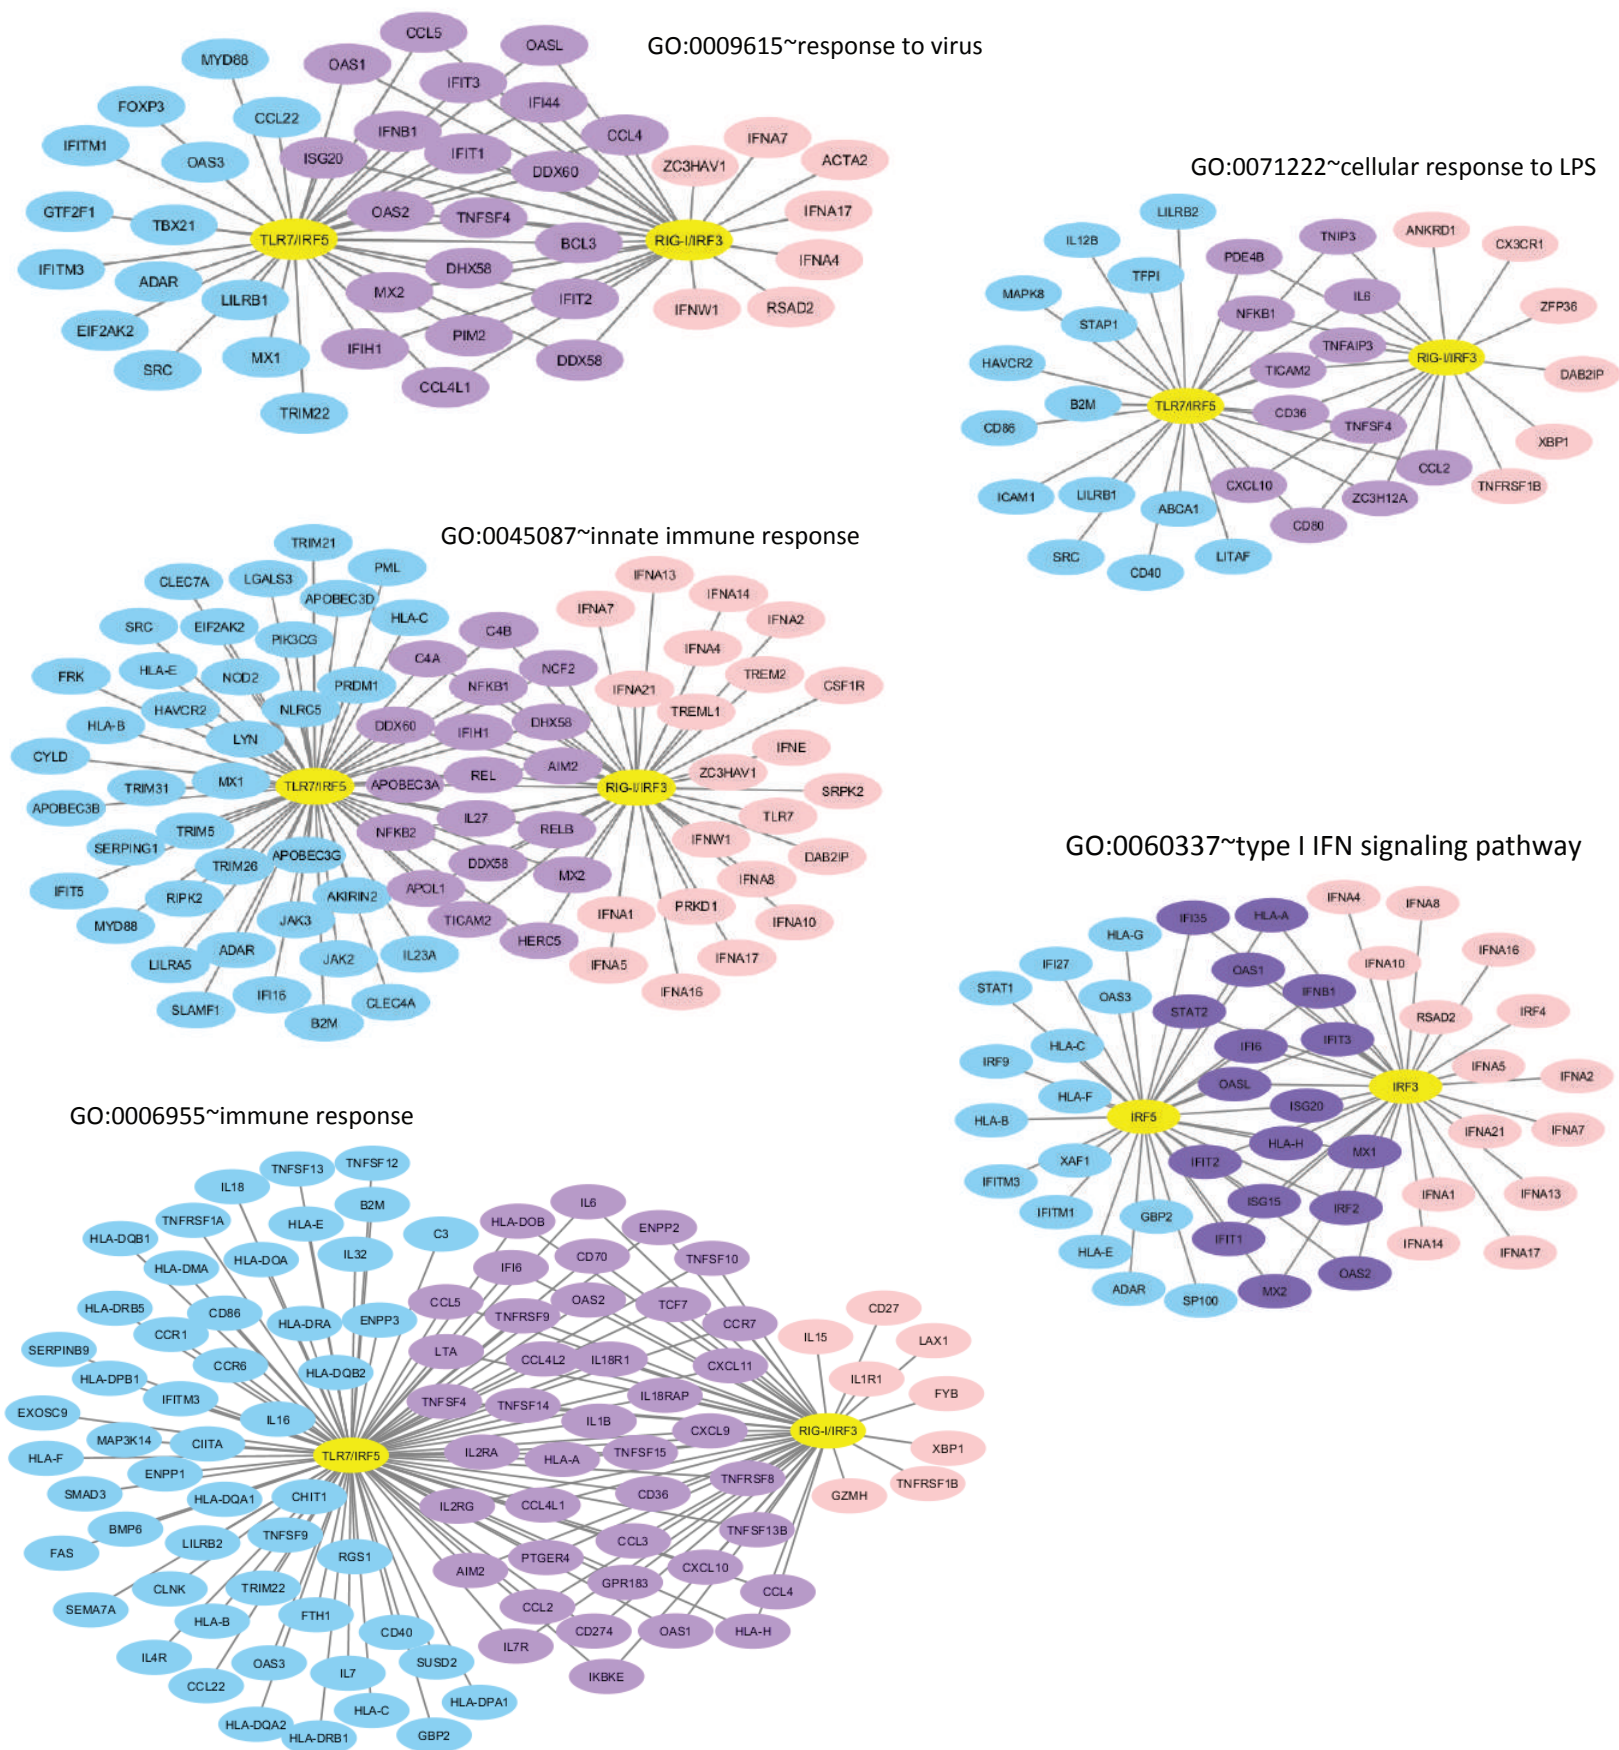 GO:0009615~response to virus
CCL5
OASL
MYD88
OAS1
IFIT3
IFI44
FOXP3
CCL22
IFNB1
CCL4
IFNA7
IFITM1
OAS3
ISG20
IFIT1
DDX60
ZC3HAV1
ACTA2
GTF2F1
TBX21
OAS2
TNFSF4
IFNA17
TLR7/IRF5
BCL3
RIG-I/IRF3
IFITM3
ADAR
DHX58
IFNA4
LILRB1
MX2
IFIT2
IFNW1
RSAD2
EIF2AK2
PIM2
SRC
MX1
IFIH1
DDX58
CCL4L1
TRIM22
GO:0071222~cellular response to LPS
LILRB2
IL12B
TNIP3
ANKRD1
CX3CR1
TFPI
PDE4B
MAPK8
IL6
ZFP36
STAP1
NFKB1
HAVCR2
TNFAIP3
RIG-I/IRF3
TICAM2
DAB2IP
B2M
TLR7/IRF5
CD36
CD86
TNFSF4
XBP1
CCL2
ICAM1
LILRB1
CXCL10
ZC3H12A
TNFRSF1B
ABCA1
CD80
SRC
CD40
LITAF
GO:0045087~innate immune response
TRIM21
CLEC7A
LGALS3
PML
IFNA13
APOBEC3D
IFNA7
IFNA14
SRC
EIF2AK2
HLA-C
PIK3CG
C4B
IFNA2
FRK
HLA-E
NOD2
C4A
NCF2
IFNA4
TREM2
PRDM1
NFKB1
IFNA21
CSF1R
HAVCR2
NLRC5
TREML1
HLA-B
DDX60
IFIH1
DHX58
LYN
IFNE
CYLD
AIM2
ZC3HAV1
MX1
REL
TRIM31
TLR7/IRF5
APOBEC3A
RIG-I/IRF3
SRPK2
APOBEC3B
IL27
TLR7
TRIM5
NFKB2
RELB
IFNW1
SERPING1
APOBEC3G
DDX58
DAB2IP
TRIM26
IFIT5
APOL1
MX2
IFNA8
RIPK2
AKIRIN2
PRKD1
MYD88
JAK3
TICAM2
IFNA1
IFNA10
ADAR
HERC5
LILRA5
JAK2
IL23A
IFNA17
IFNA5
IFI16
IFNA16
SLAMF1
CLEC4A
B2M
GO:0060337~type I IFN signaling pathway
IFNA4
IFNA8
IFI35
HLA-A
HLA-G
IFNA16
IFI27
IFNA10
OAS1
STAT1
OAS3
IFNB1
STAT2
RSAD2
IRF4
IFI6
IFIT3
HLA-C
IRF9
IFNA5
IFNA2
OASL
IRF3
HLA-F
ISG20
IRF5
HLA-B
IFNA21
IFNA7
HLA-H
MX1
XAF1
IFIT2
IFITM3
IFNA1
IFNA13
ISG15
IRF2
IFITM1
GBP2
IFIT1
IFNA14
HLA-E
IFNA17
OAS2
ADAR
MX2
SP100
GO:0006955~immune response
TNFSF13
TNFSF12
IL18
B2M
IL6
TNFRSF1A
HLA-E
HLA-DOB
ENPP2
HLA-DQB1
C3
IL32
CD70
HLA-DOA
TNFSF10
HLA-DMA
IFI6
HLA-DRB5
CD86
CCL5
OAS2
TCF7
CD27
CCR1
HLA-DRA
ENPP3
TNFRSF9
CCR7
IL15
LAX1
SERPINB9
LTA
CCL4L2
IL18R1
CCR6
HLA-DQB2
CXCL11
HLA-DPB1
IL1R1
IFITM3
TNFSF4
TNFSF14
IL18RAP
FYB
EXOSC9
IL16
IL1B
CXCL9
RIG-I/IRF3
MAP3K14
CIITA
IL2RA
TNFSF15
XBP1
HLA-F
TLR7/IRF5
HLA-A
ENPP1
TNFRSF8
TNFRSF1B
SMAD3
HLA-DQA1
CHIT1
IL2RG
CCL4L1
CD36
GZMH
BMP6
TNFSF9
TNFSF13B
LILRB2
CCL3
FAS
RGS1
PTGER4
CXCL10
AIM2
GPR183
CLNK
TRIM22
CCL4
SEMA7A
CCL2
HLA-B
FTH1
CD274
OAS1
HLA-H
CD40
IL7R
IL4R
OAS3
IL7
SUSD2
IKBKE
CCL22
HLA-C
HLA-DPA1
HLA-DQA2
HLA-DRB1
GBP2